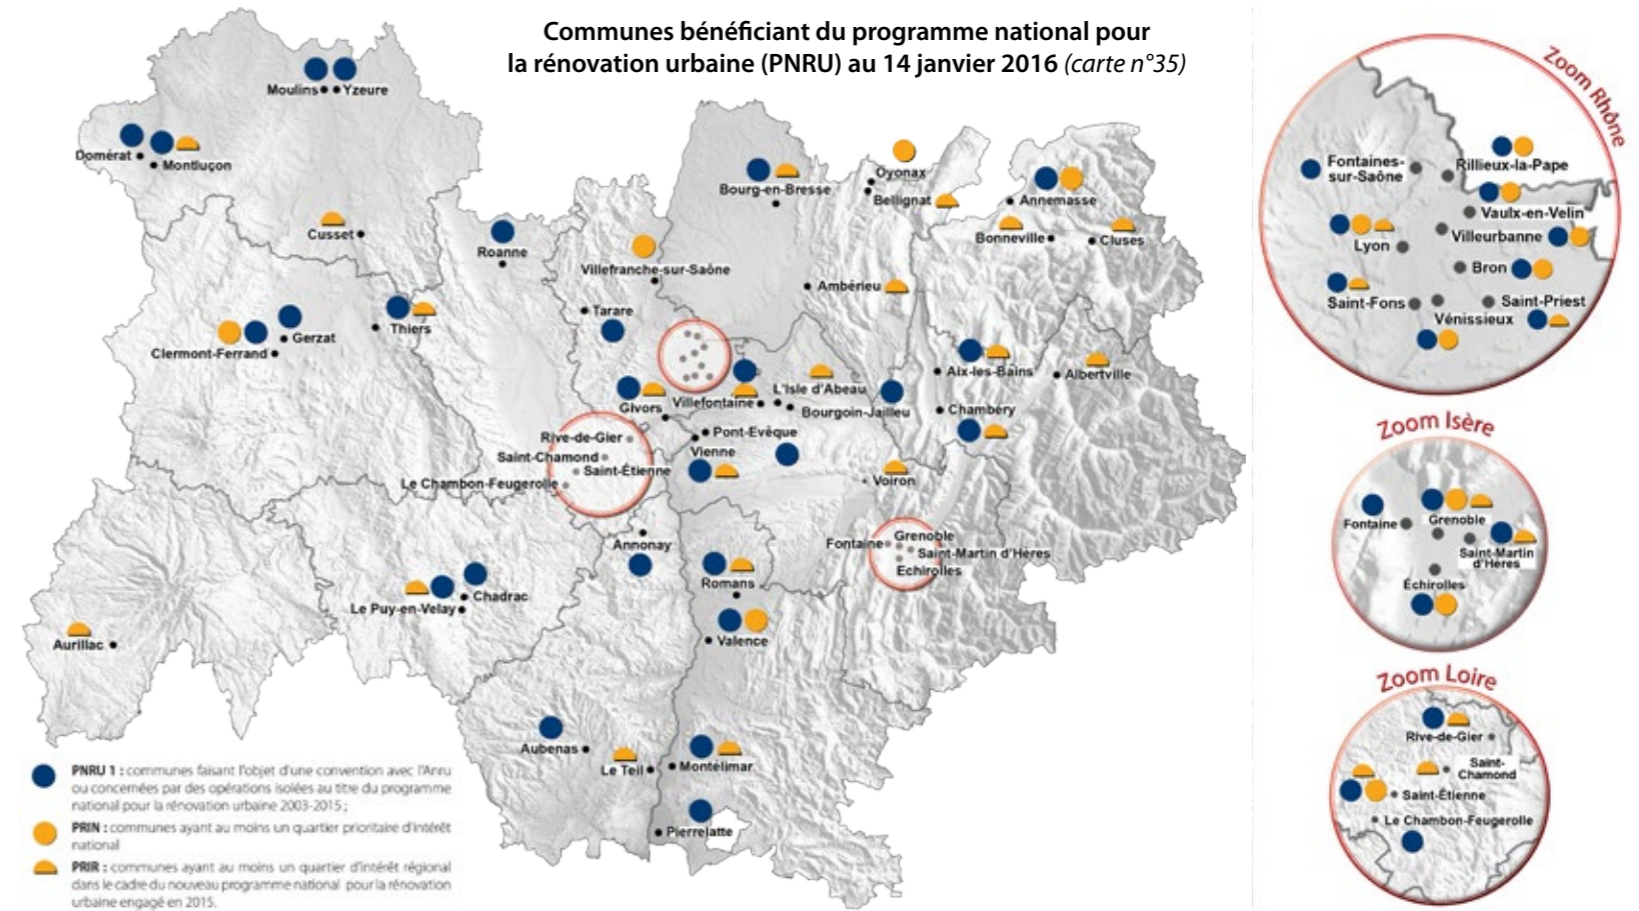 Communes bénéficiant du programme national pour
la rénovation urbaine (PNRU) au 14 janvier 2016 (carte n°35)
Moulins
Yzeure
Domérat
Montluçon
Cusset
Roanne
Bourg-en-Bresse
Oyonax
Bellignat
Annemasse
Bonneville
Cluses
Villefranche-sur-Saône
Ambérieu
Tarare
Thiers
Gerzat
Clermont-Ferrand
Aix-les-Bains
Albertville
L'Isle d'Abeau
Givors
Villefontaine
Bourgoin-Jailleu
Chambéry
Rive-de-Gier
Pont-Evêque
Vienne
Saint-Chamond
Saint-Étienne
Le Chambon-Feugerolle
Voiron
Annonay
Fontaine
Grenoble
Saint-Martin d'Hères
Echirolles
Romans
Chadrac
Le Puy-en-Velay
Valence
Aurillac
Aubenas
Le Teil
Montélimar
Pierrelatte
PNRU 1 : communes faisant l'objet d'une convention avec l'Anru
ou concernées par des opérations isolées au titre du programme
national pour la rénovation urbaine 2003-2015 ;
PRIN : communes ayant au moins un quartier prioritaire d'intérêt
national
PRIR : communes ayant au moins un quartier d'intérêt régional
dans le cadre du nouveau programme national pour la rénovation
urbaine engagé en 2015.
Zoom Rhône
Fontaines-
sur-Saône
Rillieux-la-Pape
Vaulx-en-Velin
Villeurbanne
Lyon
Bron
Saint-Fons
Saint-Priest
Vénissieux
Zoom Isère
Fontaine
Grenoble
Saint-Martin
d'Hères
Échirolles
Zoom Loire
Rive-de-Gier
Saint-
Chamond
Saint-Étienne
Le Chambon-Feugerolle